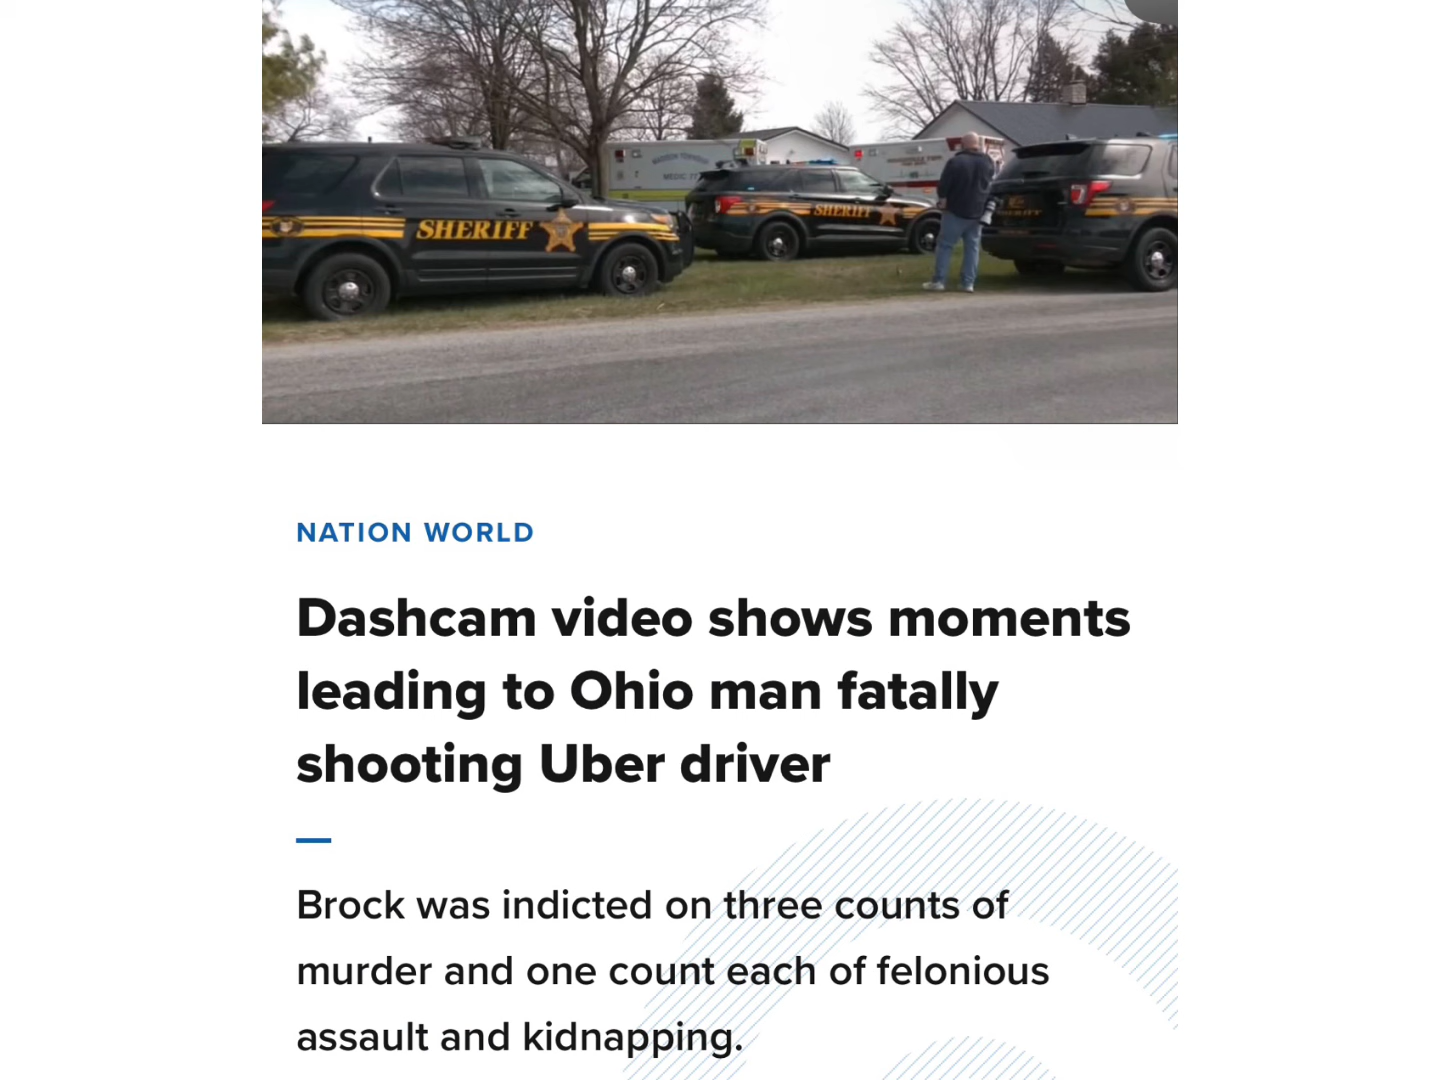 SHERIFF
SHERIFF
MEDIC
NATION WORLD
Dashcam video shows moments
leading to Ohio man fatally
shooting Uber driver
Brock was indicted on three counts of
murder and one count each of felonious
assault and kidnapping.